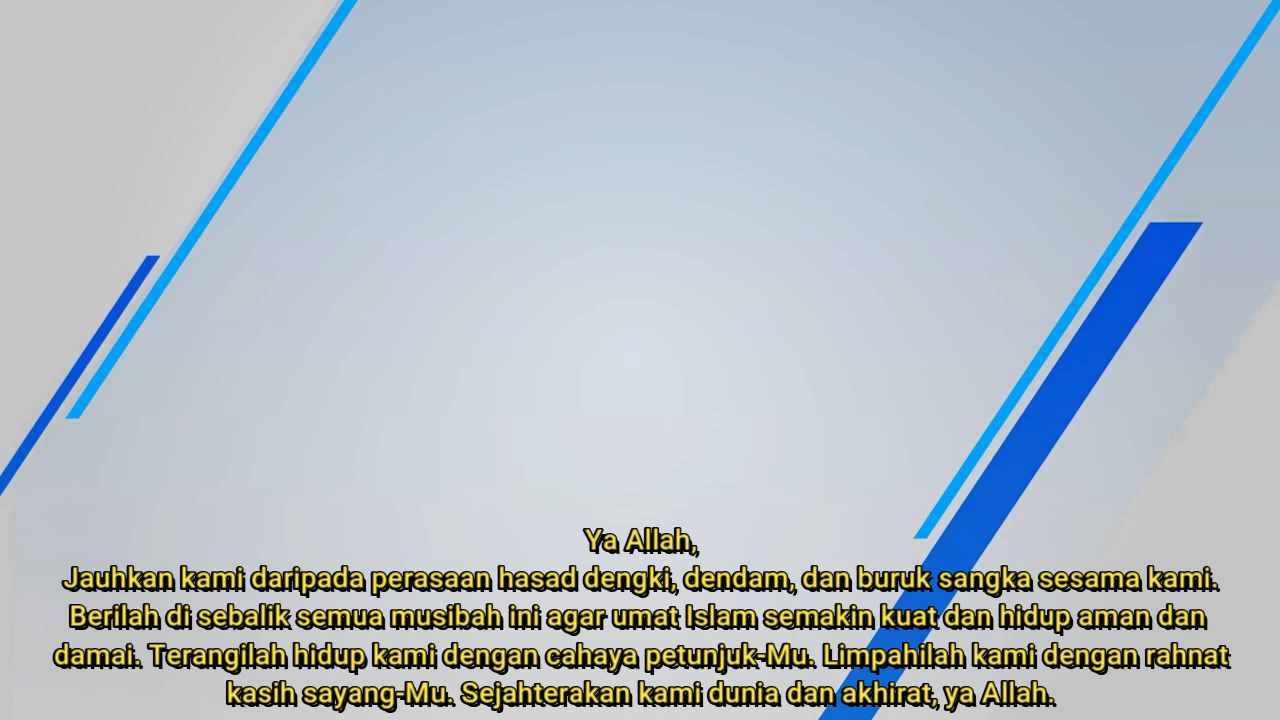 Ya Allah,
Jauhkan kami daripada perasaan hasad dengki, dendam, dan buruk sangka sesama kami.
Berilah di sebalik semua musibah ini agar umat Islam semakin kuat dan hidup aman dan
damai. Terangilah hidup kami dengan cahaya petunjuk-Mu. Limpahilah kami dengan rahnat
kasih sayang-Mu. Sejahterakan kami dunia dan akhirat, ya Allah.